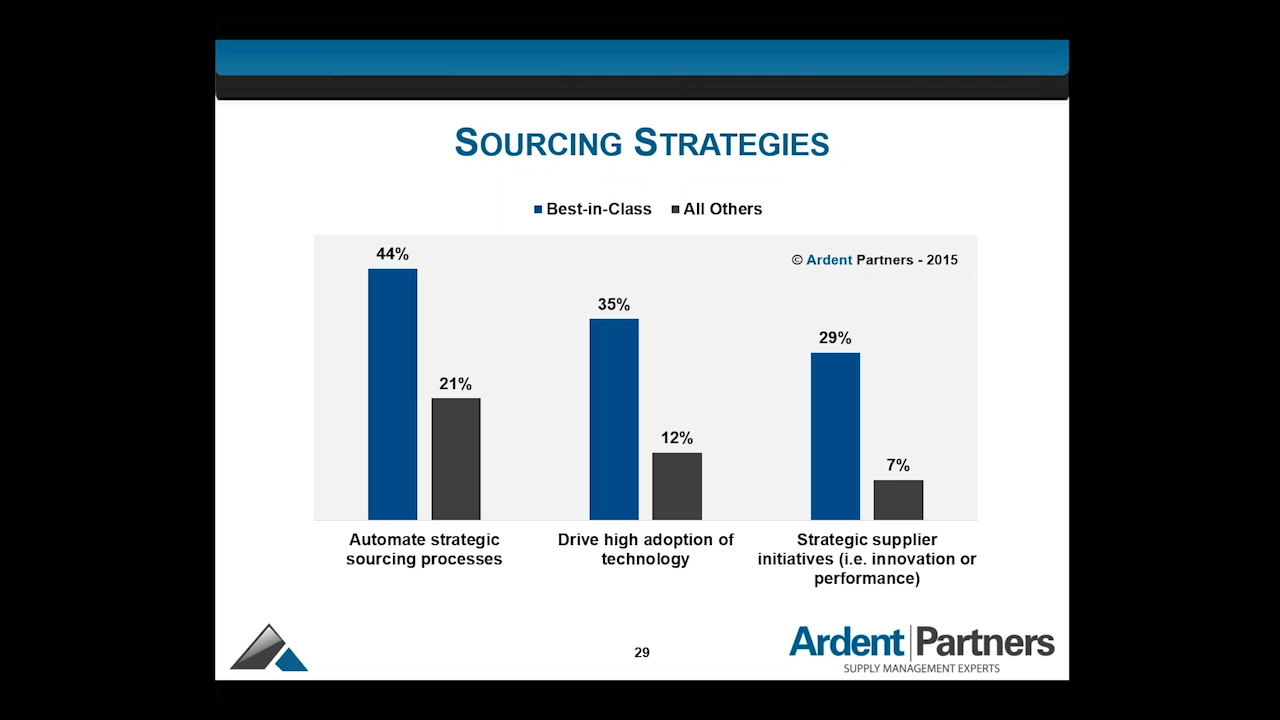 SOURCING STRATEGIES
Best-in-Class All Others
© Ardent Partners - 2015
44%
21%
35%
12%
29%
7%
Automate strategic
sourcing processes
Drive high adoption of
technology
Strategic supplier
initiatives (i.e. innovation or
performance)
29
Ardent Partners
SUPPLY MANAGEMENT EXPERTS